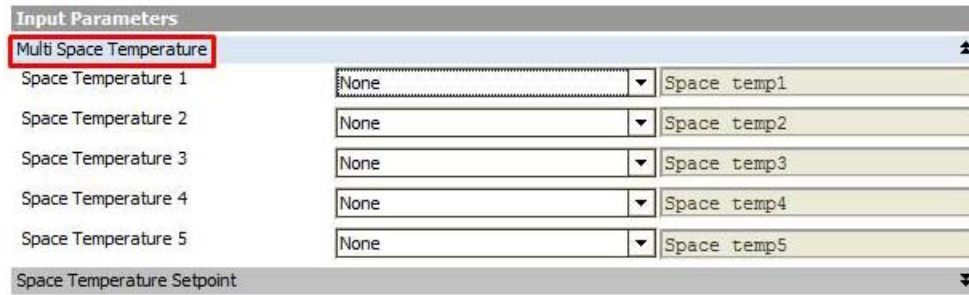 Input Parameters
Multi Space Temperature
Space Temperature 1 None Space temp1
Space Temperature 2 None Space temp2
Space Temperature 3 None Space temp3
Space Temperature 4 None Space temp4
Space Temperature 5 None Space temp5
Space Temperature Setpoint